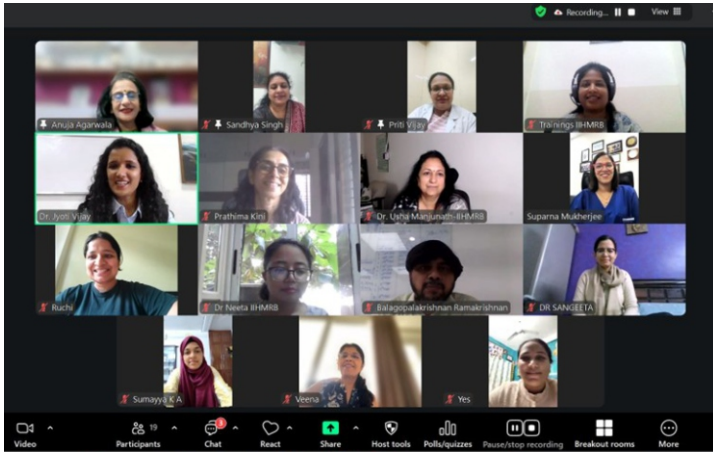 Recording...
View
Anuja Agarwala
Sandhya Singh
Priti Vijay
Trainings IIHMRB
Dr. Jyoti Vijay
Prathima Kini
Dr. Usha Manjunath-IIHMRB
Suparna Mukherjee
Ruchi
Dr Neeta IIHMRB
Balagopalakrishnan Ramakrishnan
DR SANGEETA
Sumayya K A
Veena
Yes
19
3
Video
Participants
Chat
React
Share
Host tools
Polls/quizzes
Pause/stop recording
Breakout rooms
More